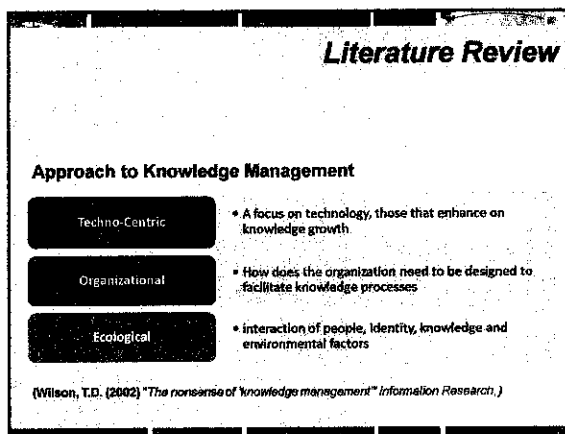 Literature Review
Approach to Knowledge Management
Techno-Centric
• A focus on technology, those that enhance on
knowledge growth
Organizational
• How does the organization need to be designed to
facilitate knowledge processes
Ecological
• interaction of people, identity, knowledge and
environmental factors
(Wilson, T.D. (2002) "The nonsense of 'knowledge management'" Information Research,)